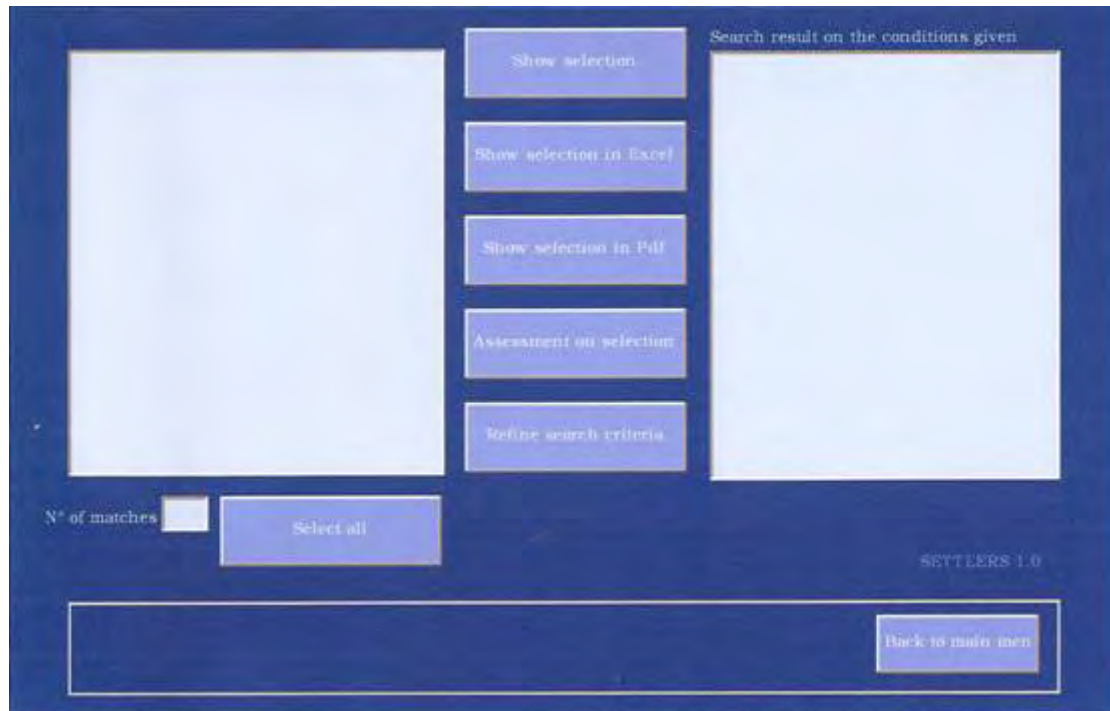 Search result on the conditions given
Show selection
Show selection in Excel
Show selection in Pdf
Assessment on selection
Refine search criteria
N° of matches
Select all
SETTLERS 1.0
Back to main men